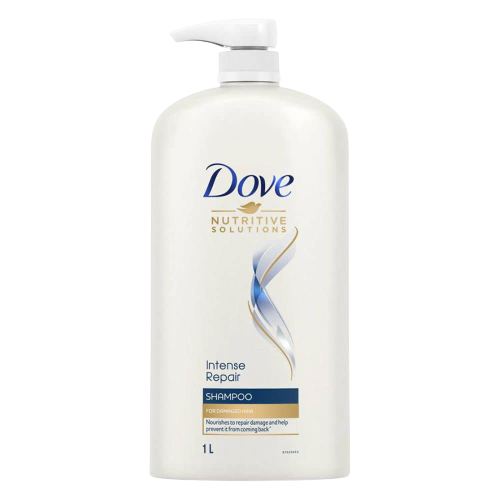 Dove
NUTRITIVE
SOLUTIONS
Intense
Repair
SHAMPOO
FOR DAMAGED HAIR
Nourishes to repair damage and help
prevent it from coming back*
1 L